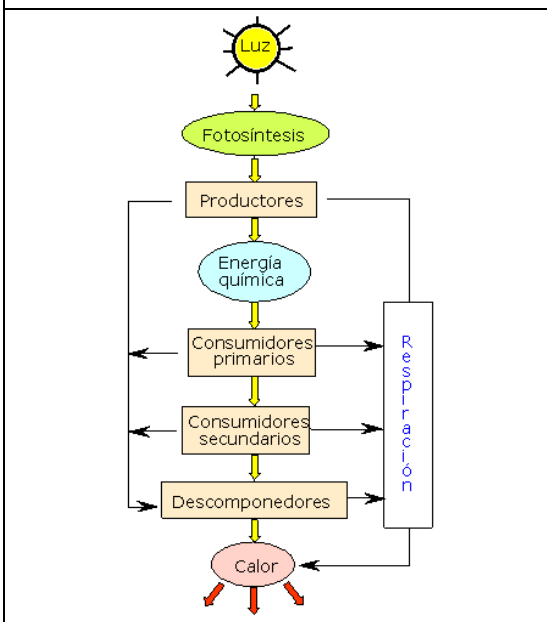 Luz
Fotosíntesis
Productores
Energía
química
Consumidores
primarios
Consumidores
secundarios
Descomponedores
Calor
Respiración